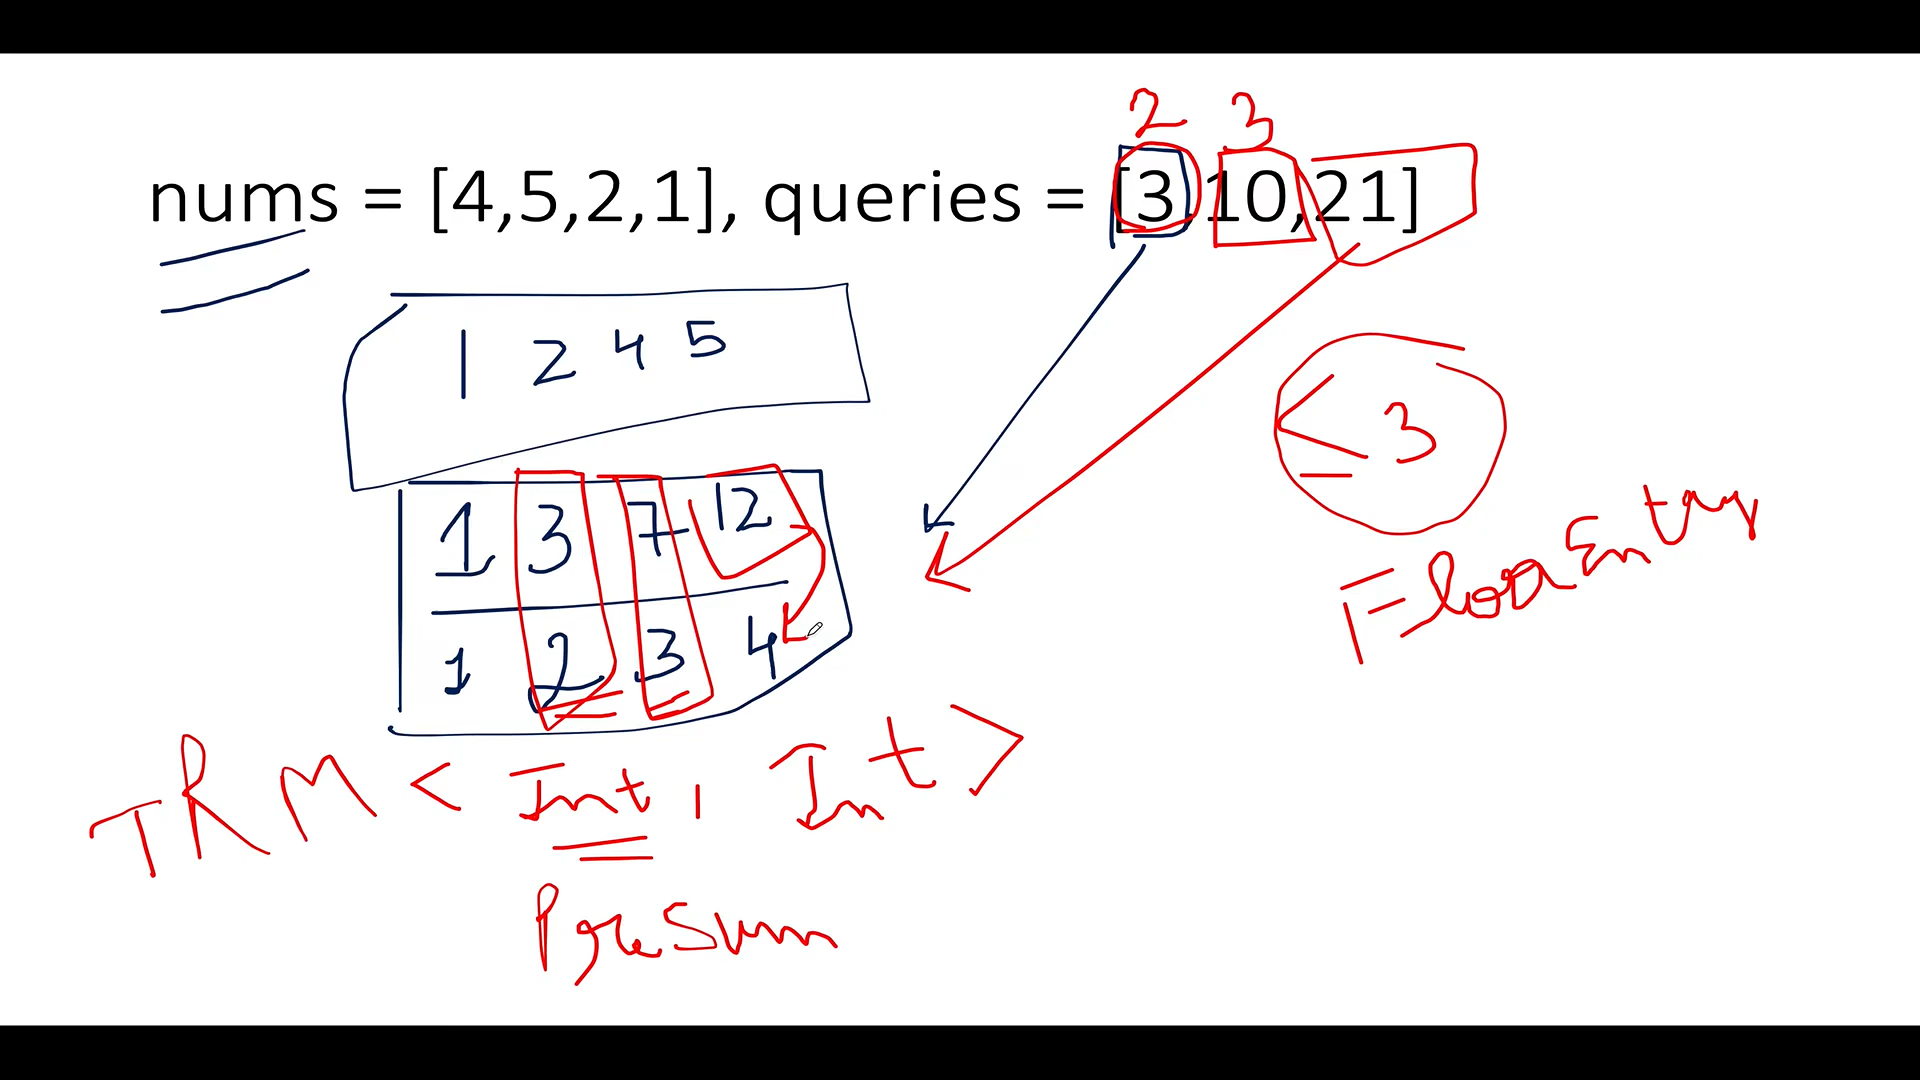 2 3
nums = [4,5,2,1], queries = [3,10,21]
1 2 4 5
< 3
1 3 7 12
FloorEntry
1 2 3 4
TRM < Int, Int >
PreSum